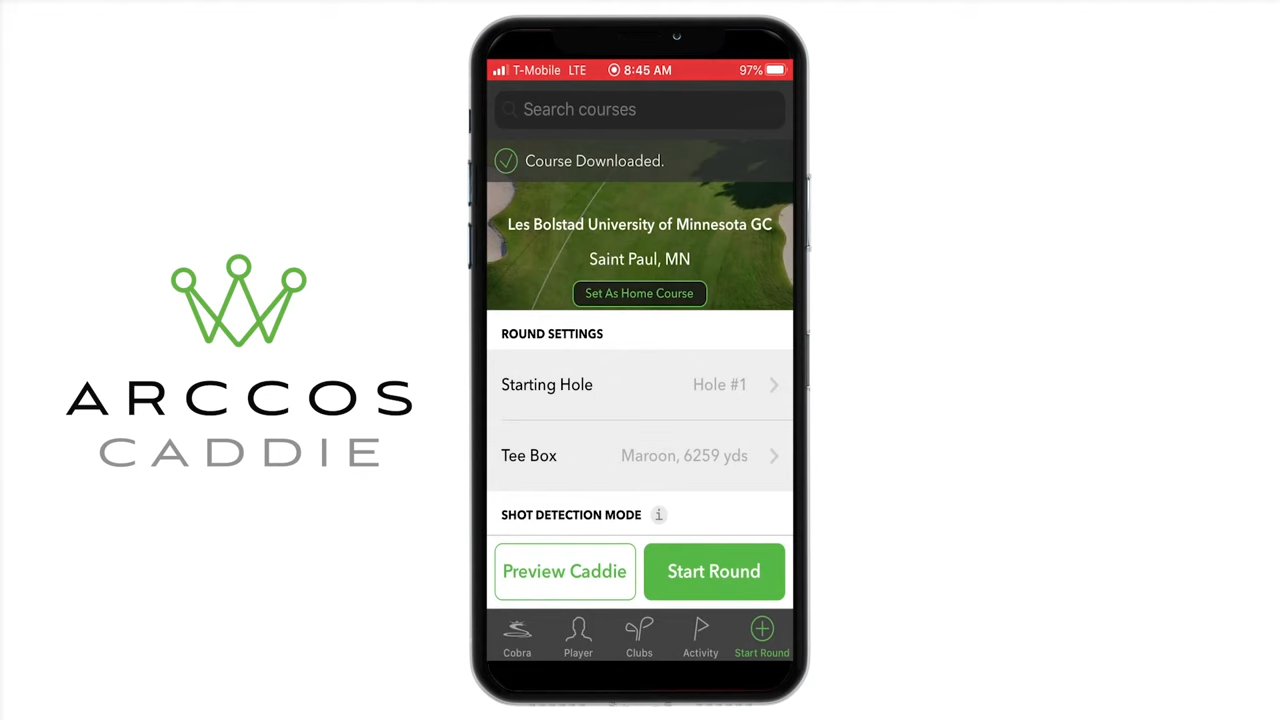 ARCCOS
CADDIE
T-Mobile LTE 8:45 AM 97%
Search courses
Course Downloaded.
Les Bolstad University of Minnesota GC
Saint Paul, MN
Set As Home Course
ROUND SETTINGS
Starting Hole Hole #1
Tee Box Maroon, 6259 yds
SHOT DETECTION MODE i
Preview Caddie Start Round
Cobra Player Clubs Activity Start Round